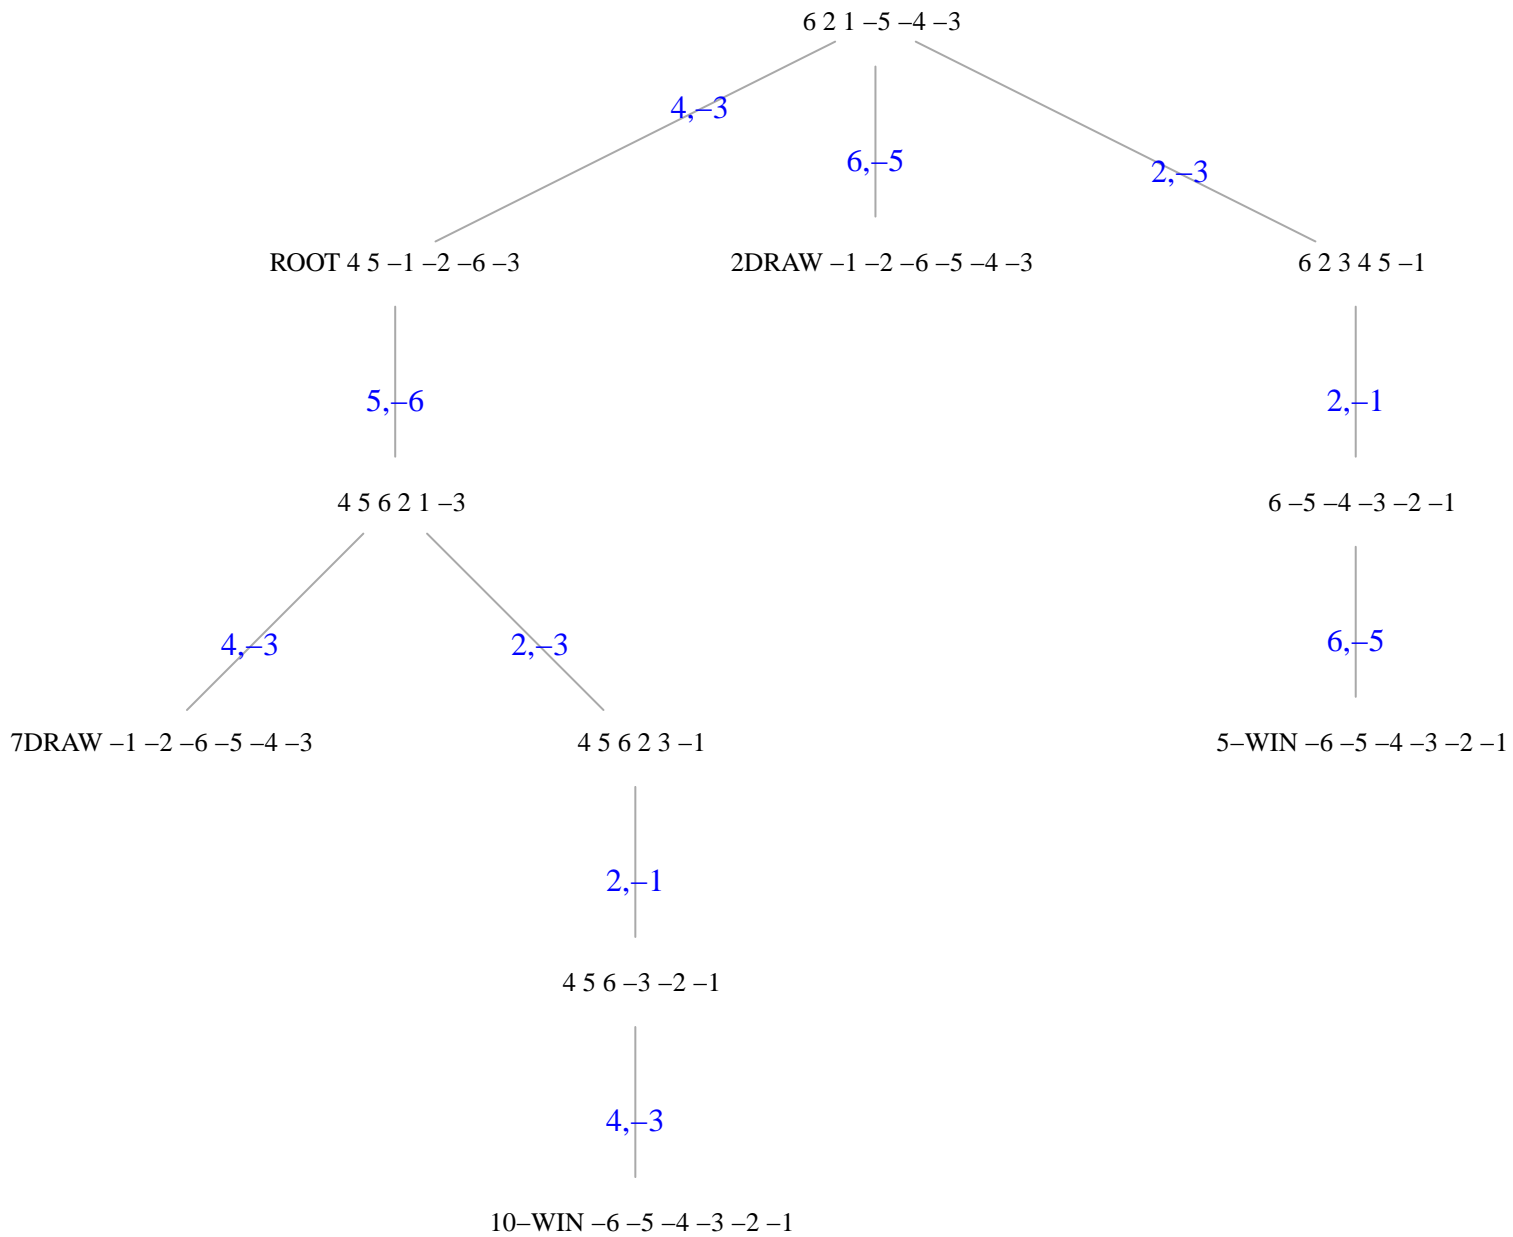 6 2 1 –5 –4 –3
4,–3
6,–5
2,–3
ROOT 4 5 –1 –2 –6 –3
2DRAW –1 –2 –6 –5 –4 –3
6 2 3 4 5 –1
5,–6
2,–1
4 5 6 2 1 –3
6 –5 –4 –3 –2 –1
4,–3
2,–3
6,–5
7DRAW –1 –2 –6 –5 –4 –3
4 5 6 2 3 –1
5–WIN –6 –5 –4 –3 –2 –1
2,–1
4 5 6 –3 –2 –1
4,–3
10–WIN –6 –5 –4 –3 –2 –1